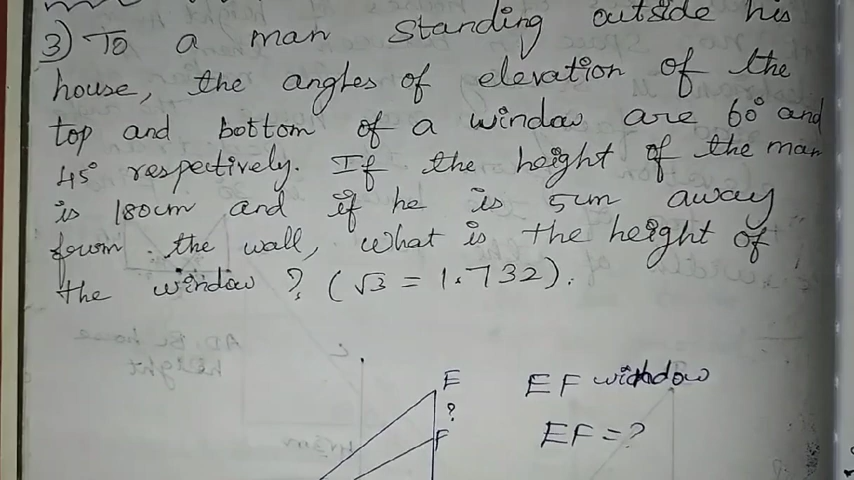 3) To a man standing outside his
house, the angles of elevation of the
top and bottom of a window are 60° and
45° respectively. If the height of the man
is 180cm and if he is 5cm away
from the wall, what is the height of
the window? (√3 = 1.732).
E
?
F
EF window
EF = ?